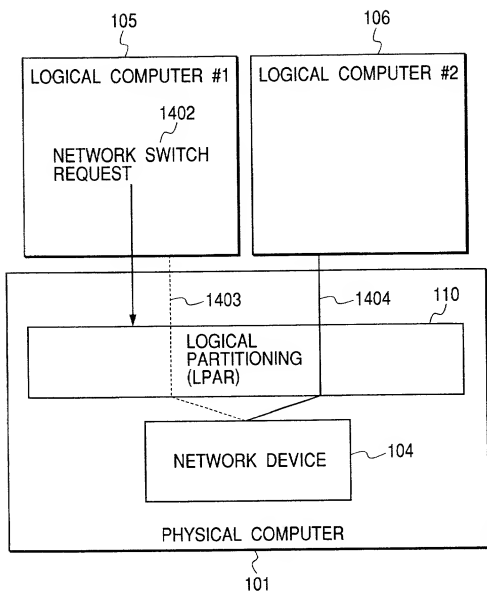 105
106
LOGICAL COMPUTER #1
LOGICAL COMPUTER #2
1402
NETWORK SWITCH
REQUEST
1403
1404
110
LOGICAL
PARTITIONING
(LPAR)
NETWORK DEVICE
104
PHYSICAL COMPUTER
101